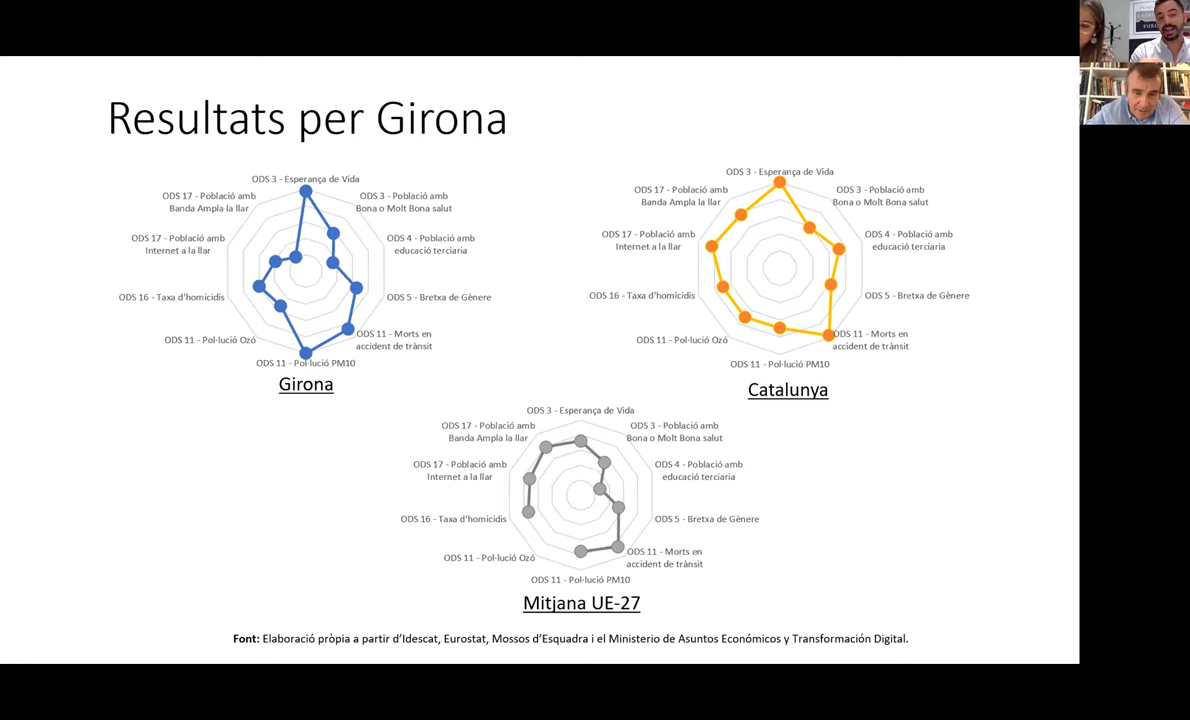 Resultats per Girona
ODS 3 - Esperança de Vida
ODS 17 - Població amb
Banda Ampla la llar
ODS 3 - Població amb
Bona o Molt Bona salut
ODS 17 - Població amb
Internet a la llar
ODS 4 - Població amb
educació terciaria
ODS 16 - Taxa d'homicidis
ODS 5 - Bretxa de Gènere
ODS 11 - Pol·lució Ozó
ODS 11 - Morts en
accident de trànsit
ODS 11 - Pol·lució PM10
Girona
ODS 3 - Esperança de Vida
ODS 17 - Població amb
Banda Ampla la llar
ODS 3 - Població amb
Bona o Molt Bona salut
ODS 17 - Població amb
Internet a la llar
ODS 4 - Població amb
educació terciaria
ODS 16 - Taxa d'homicidis
ODS 5 - Bretxa de Gènere
ODS 11 - Pol·lució Ozó
ODS 11 - Morts en
accident de trànsit
ODS 11 - Pol·lució PM10
Catalunya
ODS 3 - Esperança de Vida
ODS 17 - Població amb
Banda Ampla la llar
ODS 3 - Població amb
Bona o Molt Bona salut
ODS 17 - Població amb
Internet a la llar
ODS 4 - Població amb
educació terciaria
ODS 16 - Taxa d'homicidis
ODS 5 - Bretxa de Gènere
ODS 11 - Pol·lució Ozó
ODS 11 - Morts en
accident de trànsit
ODS 11 - Pol·lució PM10
Mitjana UE-27
Font: Elaboració pròpia a partir d'Idescat, Eurostat, Mossos d'Esquadra i el Ministerio de Asuntos Económicos y Transformación Digital.